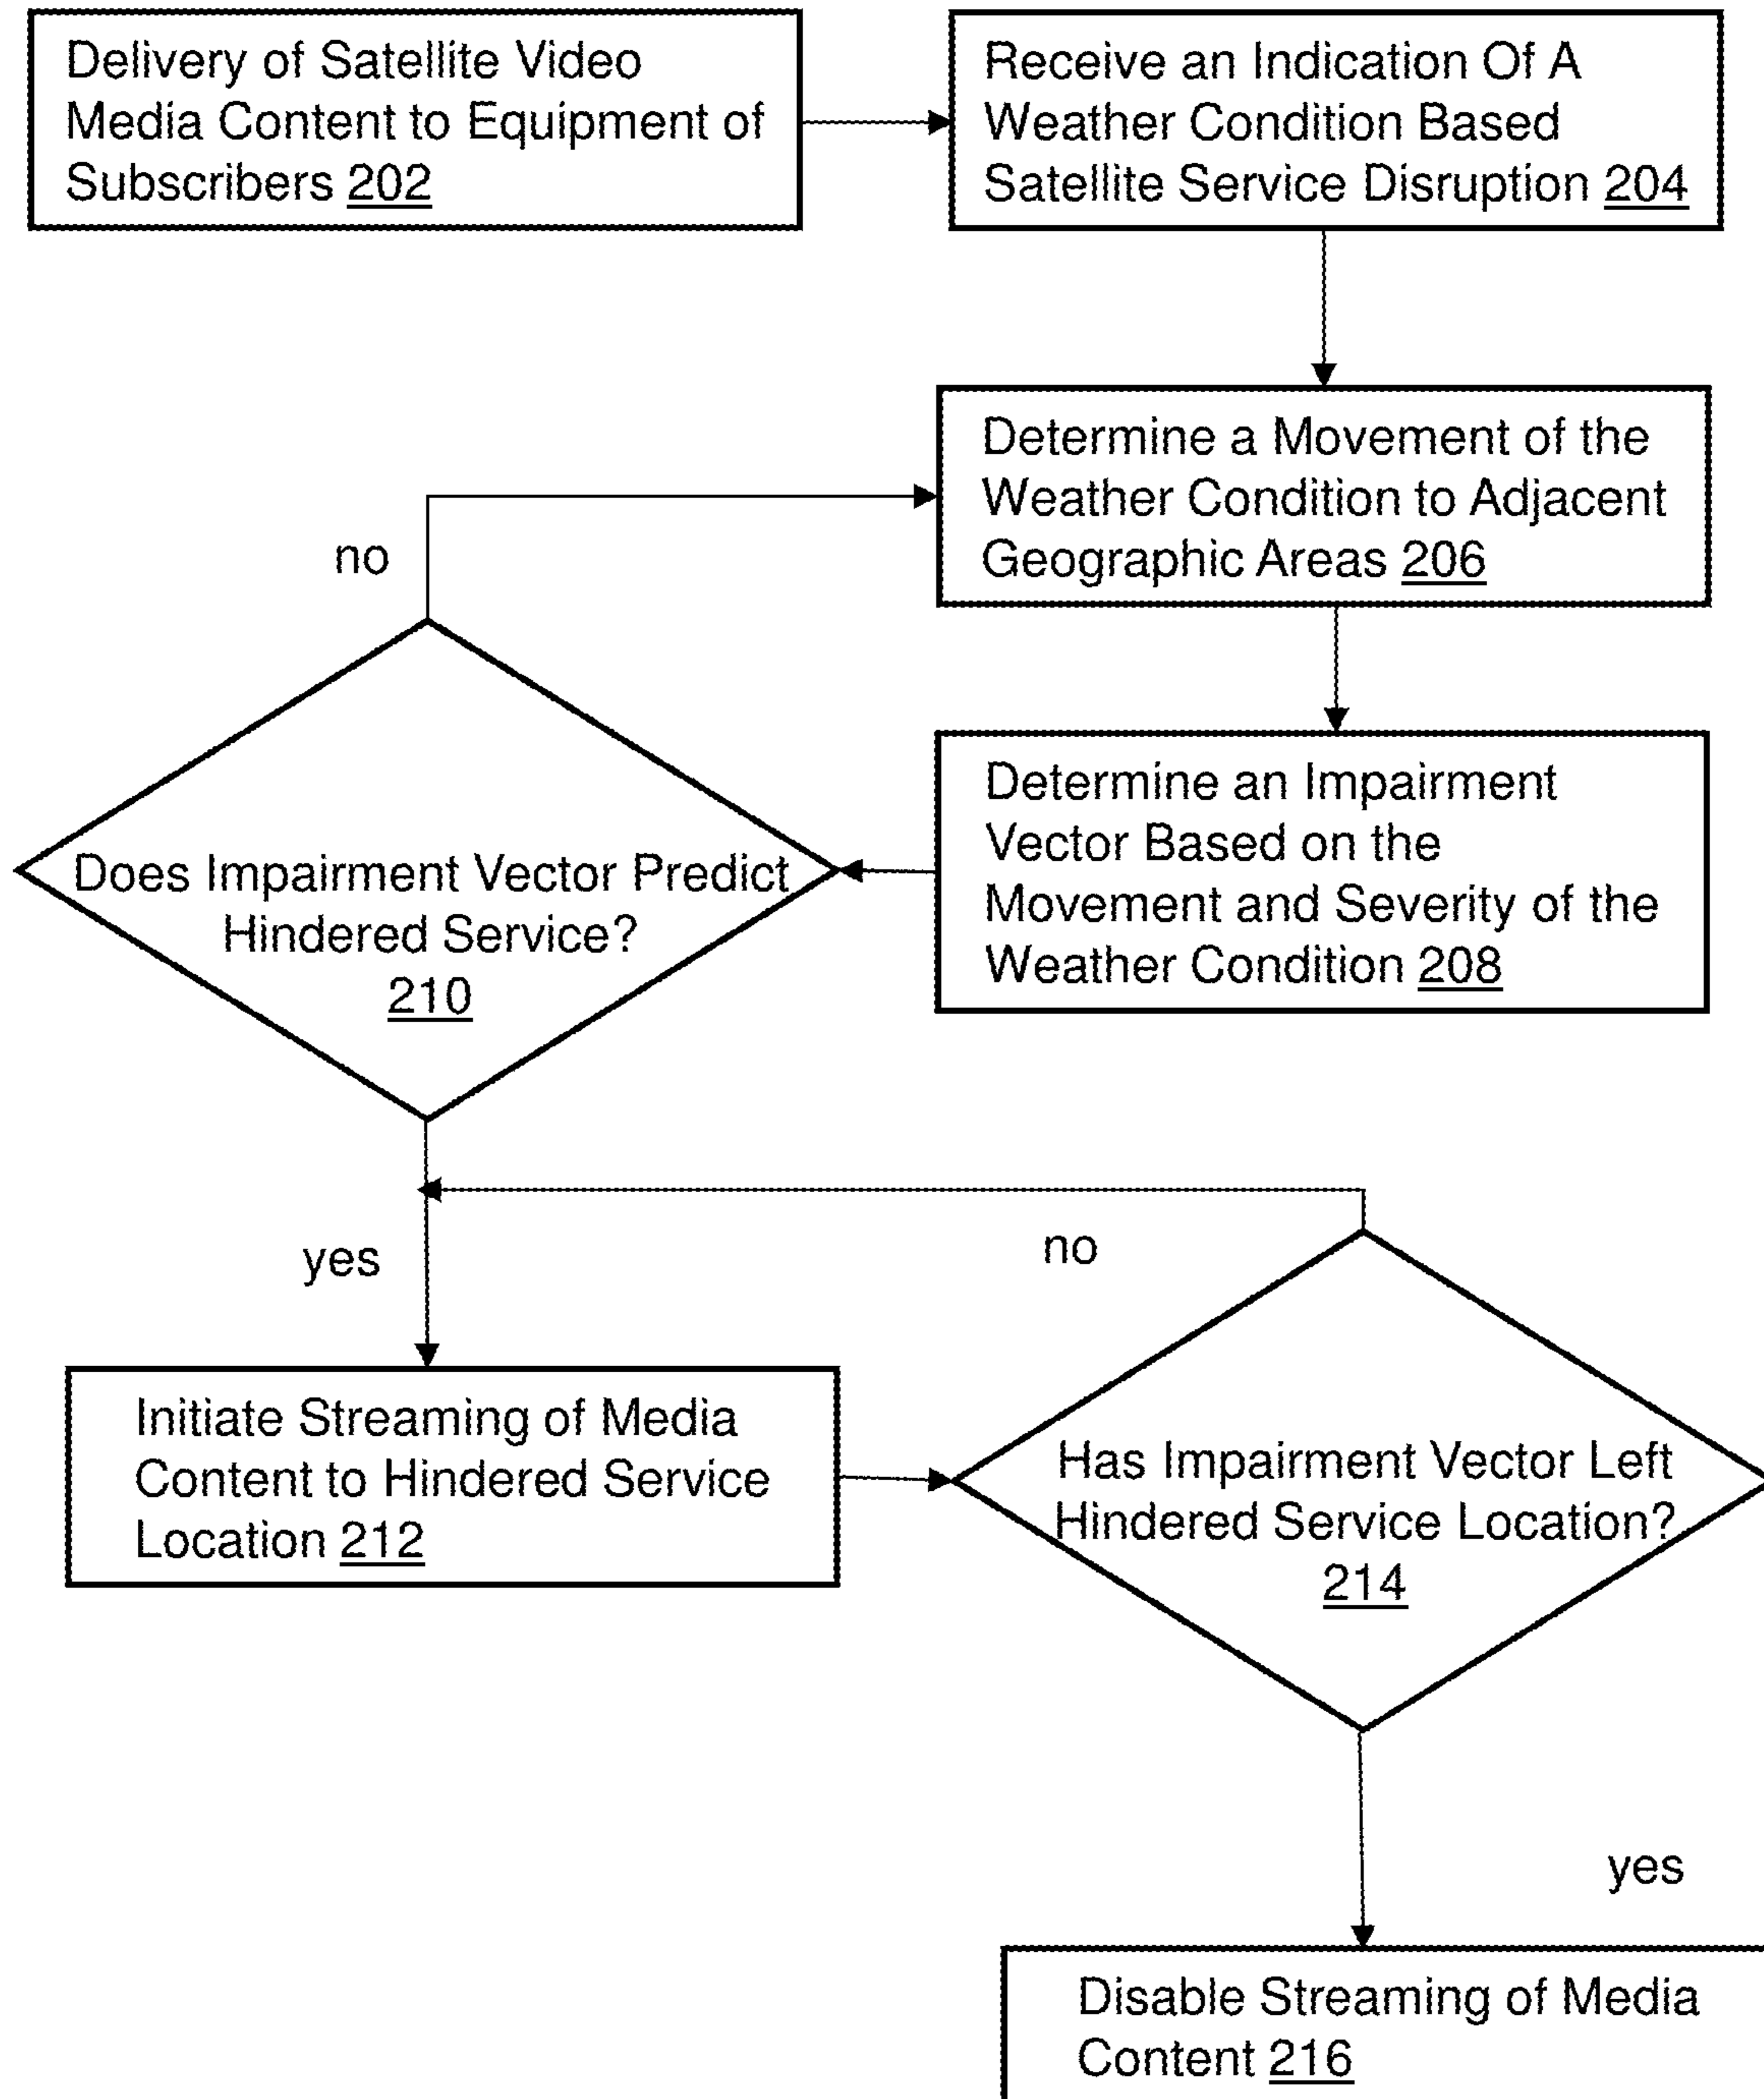 Delivery of Satellite Video
Media Content to Equipment of
Subscribers 202
Receive an Indication Of A
Weather Condition Based
Satellite Service Disruption 204
Determine a Movement of the
Weather Condition to Adjacent
Geographic Areas 206
no
Determine an Impairment
Vector Based on the
Movement and Severity of the
Weather Condition 208
Does Impairment Vector Predict
Hindered Service?
210
yes
no
Initiate Streaming of Media
Content to Hindered Service
Location 212
Has Impairment Vector Left
Hindered Service Location?
214
yes
Disable Streaming of Media
Content 216